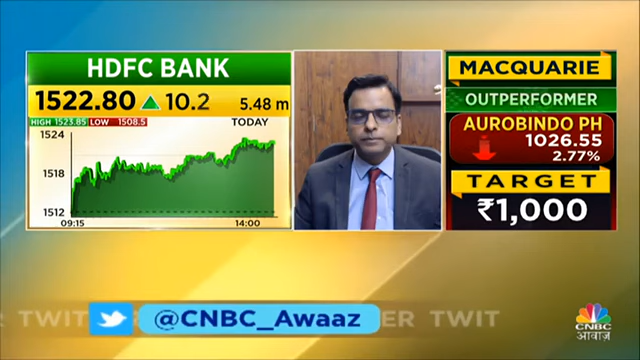 HDFC BANK
1522.80 10.2 5.48 m
HIGH 1523.85 LOW 1508.5 TODAY
1524
1518
1512
09:15 14:00
MACQUARIE
OUTPERFORMER
AUROBINDO PH
1026.55
2.77%
TARGET
₹1,000
@CNBC_Awaaz
ER TWIT ER TWIT
CNBC
आवाज़